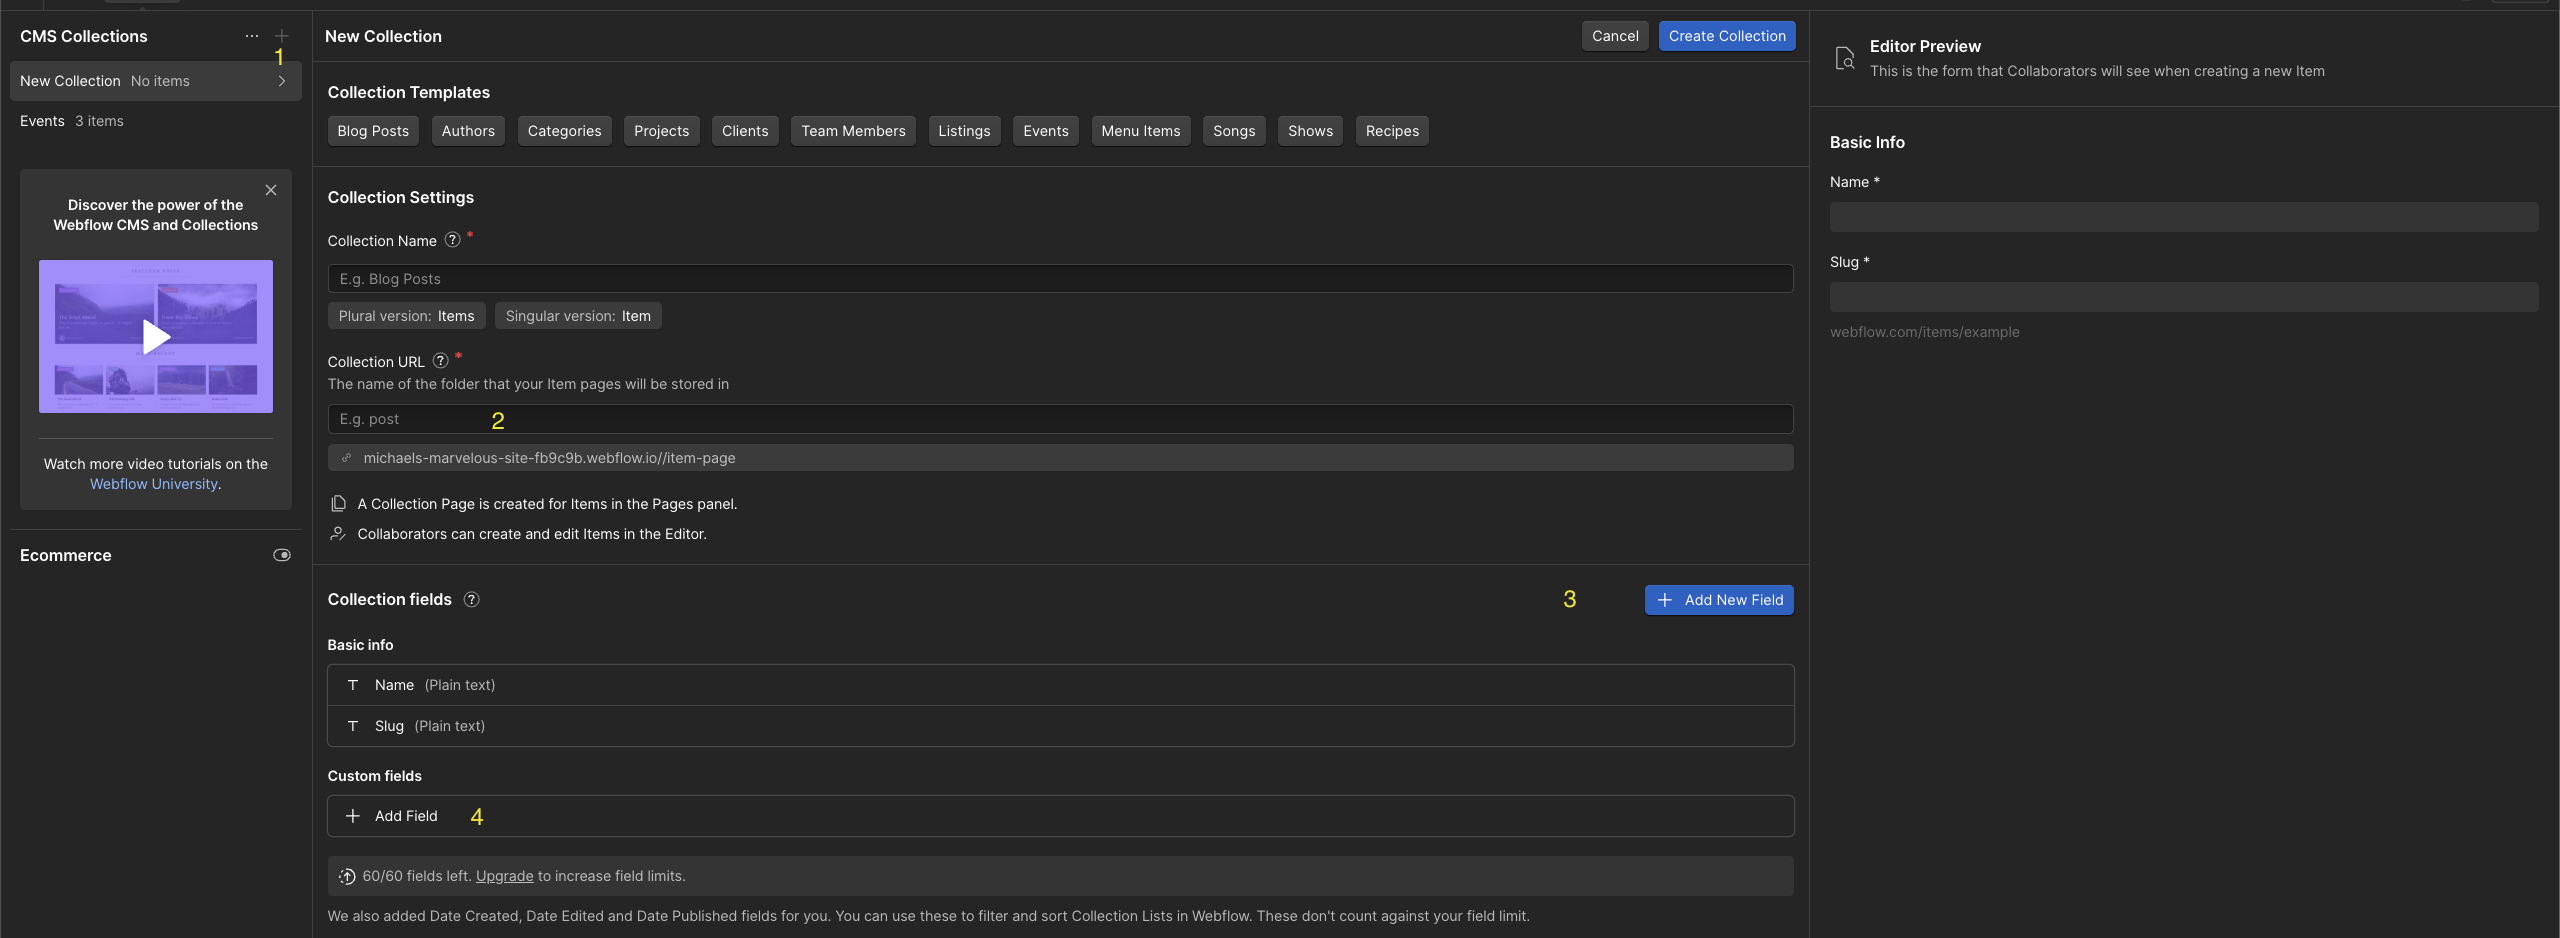 CMS Collections
1
New Collection No items
Events 3 items
Discover the power of the
Webflow CMS and Collections
Watch more video tutorials on the
Webflow University.
Ecommerce
New Collection
Cancel
Create Collection
Collection Templates
Blog Posts
Authors
Categories
Projects
Clients
Team Members
Listings
Events
Menu Items
Songs
Shows
Recipes
Collection Settings
Collection Name ? *
E.g. Blog Posts
Plural version: Items
Singular version: Item
Collection URL ? *
The name of the folder that your Item pages will be stored in
E.g. post
2
michaels-marvelous-site-fb9c9b.webflow.io//item-page
A Collection Page is created for Items in the Pages panel.
Collaborators can create and edit Items in the Editor.
Collection fields ?
3
+ Add New Field
Basic info
T Name (Plain text)
T Slug (Plain text)
Custom fields
+ Add Field
4
60/60 fields left. Upgrade to increase field limits.
We also added Date Created, Date Edited and Date Published fields for you. You can use these to filter and sort Collection Lists in Webflow. These don't count against your field limit.
Editor Preview
This is the form that Collaborators will see when creating a new Item
Basic Info
Name *
Slug *
webflow.com/items/example